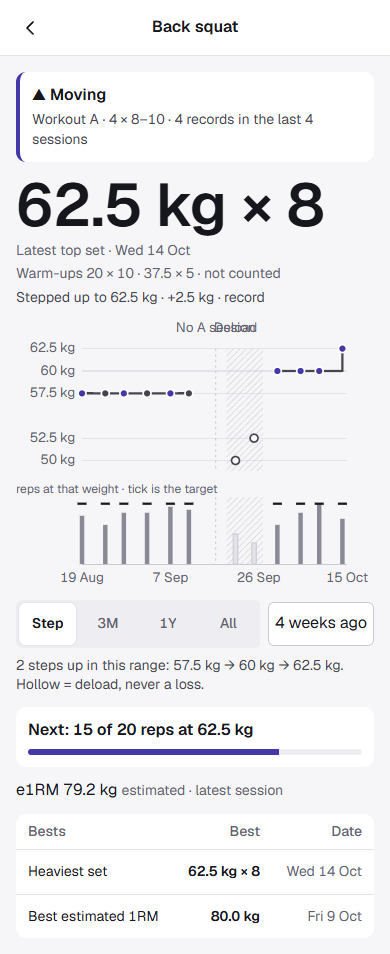 Back squat
▲ Moving
Workout A · 4 × 8–10 · 4 records in the last 4
sessions
62.5 kg × 8
Latest top set · Wed 14 Oct
Warm-ups 20 × 10 · 37.5 × 5 · not counted
Stepped up to 62.5 kg · +2.5 kg · record
No A session
Deload
62.5 kg
60 kg
57.5 kg
52.5 kg
50 kg
reps at that weight · tick is the target
19 Aug 7 Sep 26 Sep 15 Oct
Step 3M 1Y All 4 weeks ago
2 steps up in this range: 57.5 kg → 60 kg → 62.5 kg.
Hollow = deload, never a loss.
Next: 15 of 20 reps at 62.5 kg
e1RM 79.2 kg estimated · latest session
Bests Best Date
Heaviest set 62.5 kg × 8 Wed 14 Oct
Best estimated 1RM 80.0 kg Fri 9 Oct